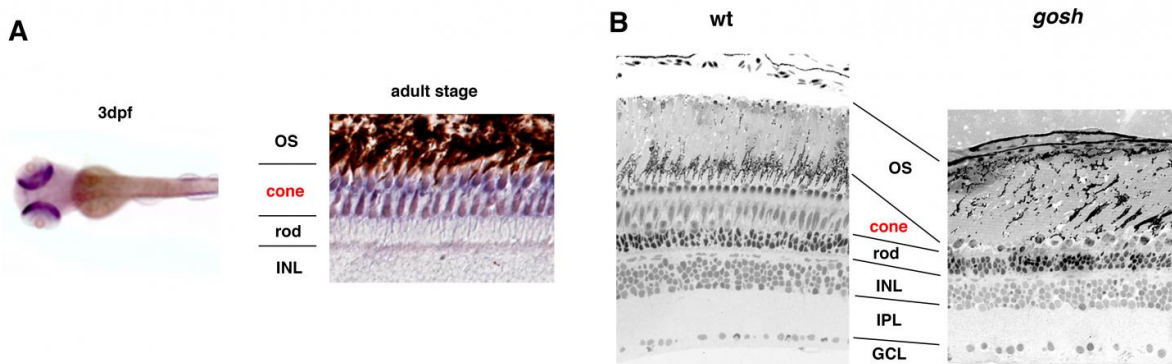 A
3dpf
adult stage
OS
cone
rod
INL
B
wt
gosh
OS
cone
rod
INL
IPL
GCL